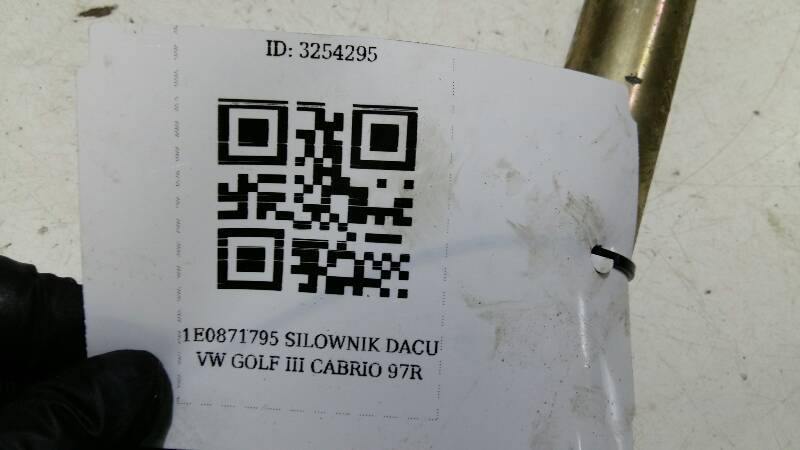 ID: 3254295
1E0871795 SILOWNIK DACU
VW GOLF III CABRIO 97R